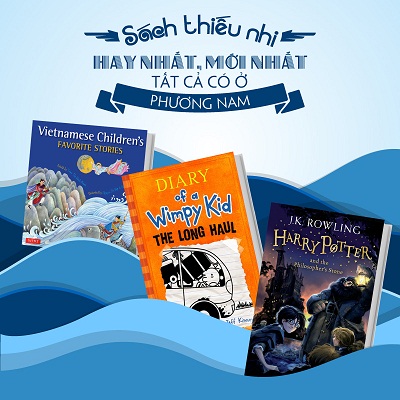 Sách thiếu nhi
HAY NHẤT, MỚI NHẤT
TẤT CẢ CÓ Ở
PHƯƠNG NAM
Vietnamese Children's
FAVORITE STORIES
DIARY
of a
Wimpy Kid
THE LONG HAUL
J.K. ROWLING
HARRY POTTER
and the
Philosopher's Stone